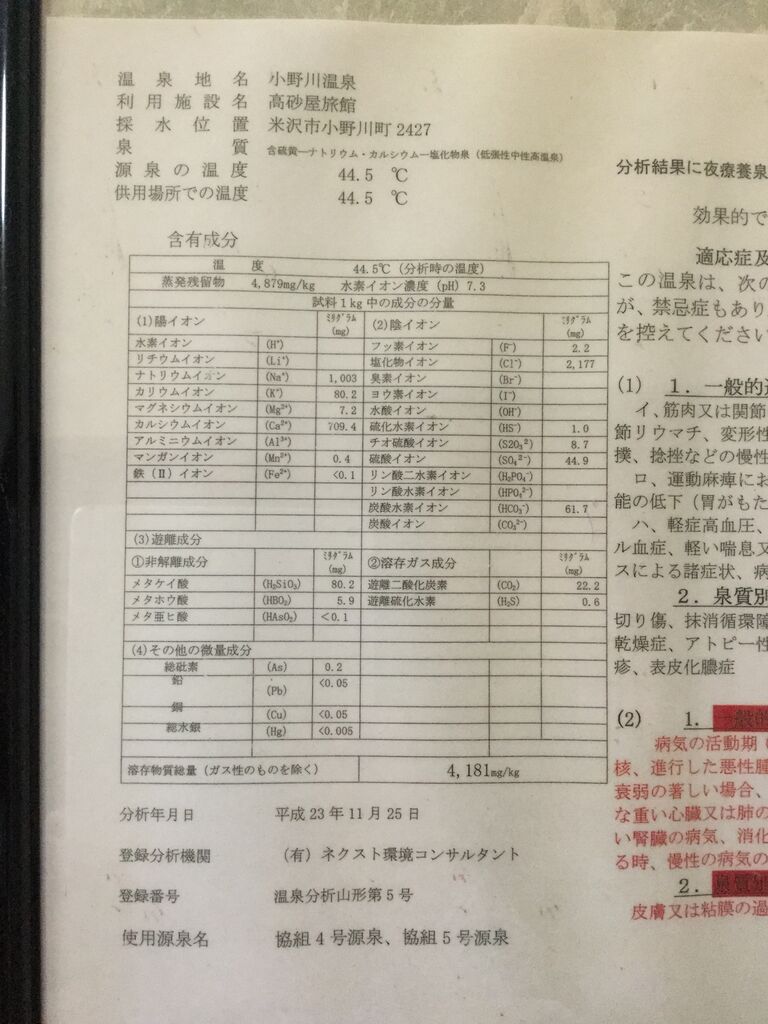 温泉地名 小野川温泉
利用施設名 高砂屋旅館
採水位置 米沢市小野川町2427
泉質 含硫黄ーナトリウム・カルシウムー塩化物泉（低張性中性高温泉）
源泉の温度 44.5 ℃
供用場所での温度 44.5 ℃
含有成分
温度 44.5℃（分析時の温度）
蒸発残留物 4,879mg/kg 水素イオン濃度（pH）7.3
試料1kg中の成分の分量
(1)陽イオン ﾐﾘｸﾞﾗﾑ (mg) (2)陰イオン ﾐﾘｸﾞﾗﾑ (mg)
水素イオン (H⁺) フッ素イオン (F⁻) 2.2
リチウムイオン (Li⁺) 塩化物イオン (Cl⁻) 2,177
ナトリウムイオン (Na⁺) 1,003 臭素イオン (Br⁻)
カリウムイオン (K⁺) 80.2 ヨウ素イオン (I⁻)
マグネシウムイオン (Mg²⁺) 7.2 水酸イオン (OH⁻)
カルシウムイオン (Ca²⁺) 709.4 硫化水素イオン (HS⁻) 1.0
アルミニウムイオン (Al³⁺) チオ硫酸イオン (S2O₃²) 8.7
マンガンイオン (Mn²⁺) 0.4 硫酸イオン (SO₄²⁻) 44.9
鉄（Ⅱ）イオン (Fe²⁺) <0.1 リン酸二水素イオン (H₂PO₄⁻)
リン酸水素イオン (HPO₄²⁻)
炭酸水素イオン (HCO₃⁻) 61.7
炭酸イオン (CO₃²⁻)
(3)遊離成分
①非解離成分 ﾐﾘｸﾞﾗﾑ (mg) ②溶存ガス成分 ﾐﾘｸﾞﾗﾑ (mg)
メタケイ酸 (H₂SiO₃) 80.2 遊離二酸化炭素 (CO₂) 22.2
メタホウ酸 (HBO₂) 5.9 遊離硫化水素 (H₂S) 0.6
メタ亜ヒ酸 (HAsO₂) <0.1
(4)その他の微量成分
総砒素 (As) 0.2
鉛 (Pb) <0.05
銅 (Cu) <0.05
総水銀 (Hg) <0.005
溶存物質総量（ガス性のものを除く） 4,181mg/kg
分析年月日 平成23年11月25日
登録分析機関 （有）ネクスト環境コンサルタント
登録番号 温泉分析山形第5号
使用源泉名 協組4号源泉、協組5号源泉
分析結果に夜療養泉
効果的で
適応症及
この温泉は、次の
が、禁忌症もあり
を控えてください
(1) 1．一般的
イ、筋肉又は関節
節リウマチ、変形性
撲、捻挫などの慢性
ロ、運動麻痺にお
能の低下（胃がもた
ハ、軽症高血圧、
ル血症、軽い喘息又
スによる諸症状、病
2．泉質別
切り傷、抹消循環障
乾燥症、アトピー性
疹、表皮化膿症
(2) 1．一般的
病気の活動期（
核、進行した悪性腫
衰弱の著しい場合、
な重い心臓又は肺の
い腎臓の病気、消化
る時、慢性の病気の
2．泉質別
皮膚又は粘膜の過